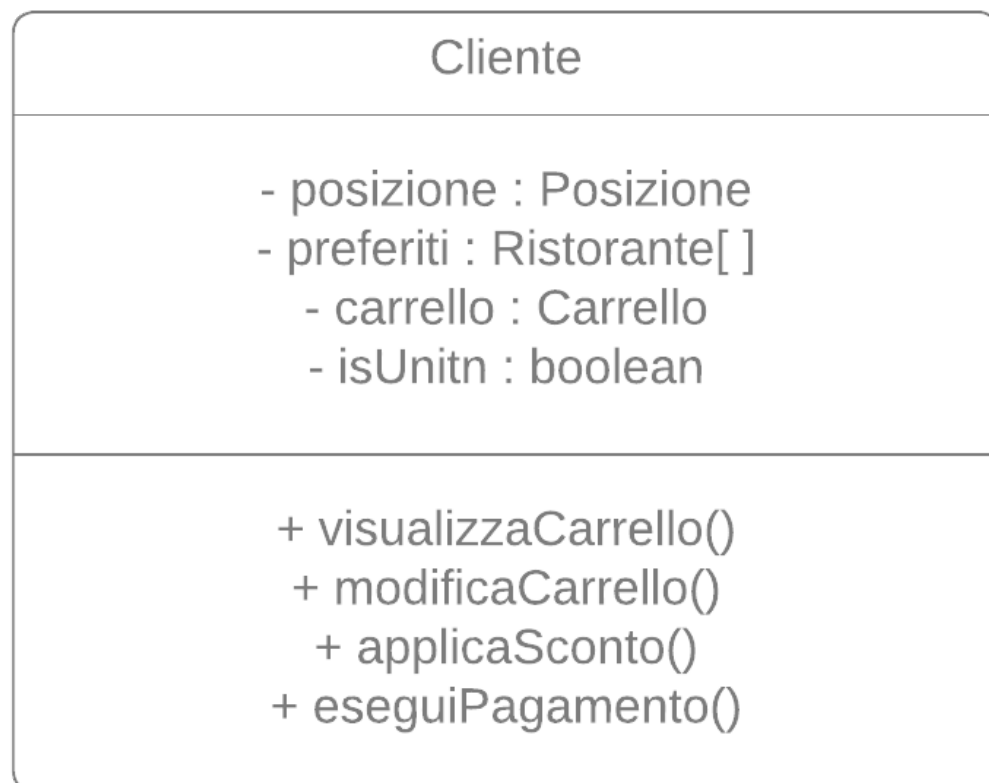 Cliente
- posizione : Posizione
- preferiti : Ristorante[ ]
- carrello : Carrello
- isUnitn : boolean
+ visualizzaCarrello()
+ modificaCarrello()
+ applicaSconto()
+ eseguiPagamento()